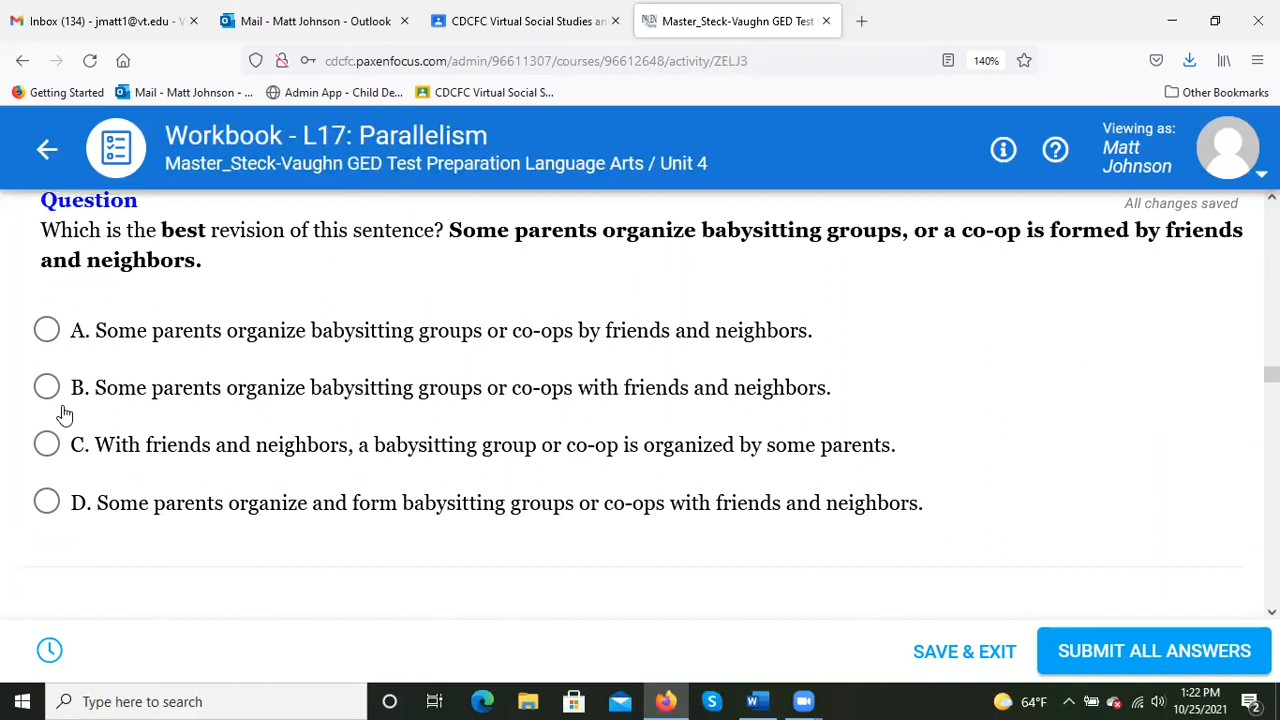 Inbox (134) - jmatt1@vt.edu - V
Mail - Matt Johnson - Outlook
CDCFC Virtual Social Studies an
PAXEN
Master_Steck-Vaughn GED Test
cdcfc.paxenfocus.com/admin/96611307/courses/96612648/activity/ZELJ3
140%
Getting Started
Mail - Matt Johnson - ...
Admin App - Child De...
CDCFC Virtual Social S...
Other Bookmarks
Workbook - L17: Parallelism
Master_Steck-Vaughn GED Test Preparation Language Arts / Unit 4
Viewing as:
Matt
Johnson
Question
All changes saved
Which is the best revision of this sentence? Some parents organize babysitting groups, or a co-op is formed by friends
and neighbors.
A. Some parents organize babysitting groups or co-ops by friends and neighbors.
B. Some parents organize babysitting groups or co-ops with friends and neighbors.
C. With friends and neighbors, a babysitting group or co-op is organized by some parents.
D. Some parents organize and form babysitting groups or co-ops with friends and neighbors.
SAVE & EXIT
SUBMIT ALL ANSWERS
Type here to search
64°F
1:22 PM
10/25/2021
2